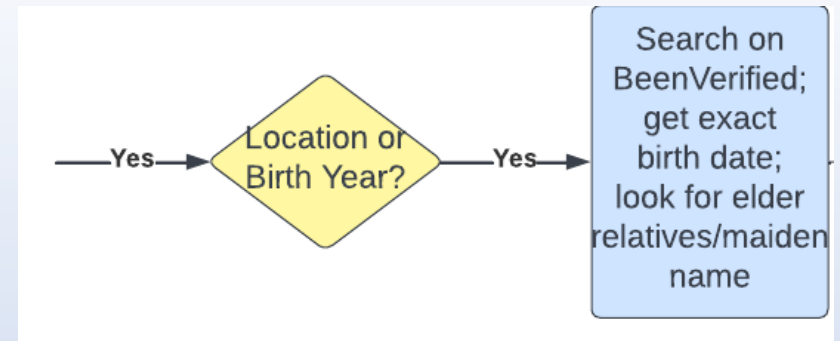 Yes
Location or
Birth Year?
Yes
Search on
BeenVerified;
get exact
birth date;
look for elder
relatives/maiden
name